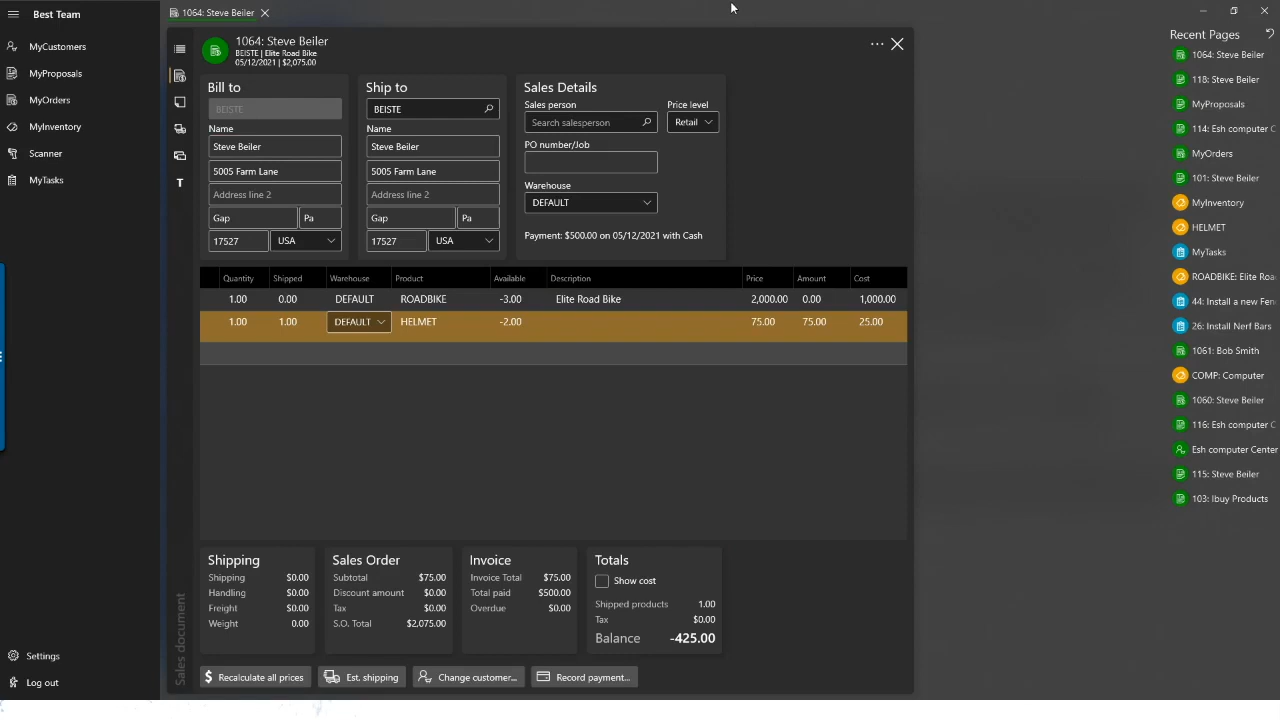 Best Team
MyCustomers
MyProposals
MyOrders
MyInventory
Scanner
MyTasks
Settings
Log out
1064: Steve Beiler
1064: Steve Beiler
BEISTE | Elite Road Bike
05/12/2021 | $2,075.00
Bill to
BEISTE
Name
Steve Beiler
5005 Farm Lane
Address line 2
Gap Pa
17527 USA
Ship to
BEISTE
Name
Steve Beiler
5005 Farm Lane
Address line 2
Gap Pa
17527 USA
Sales Details
Sales person Price level
Search salesperson Retail
PO number/Job
Warehouse
DEFAULT
Payment: $500.00 on 05/12/2021 with Cash
Quantity Shipped Warehouse Product Available Description Price Amount Cost
1.00 0.00 DEFAULT ROADBIKE -3.00 Elite Road Bike 2,000.00 0.00 1,000.00
1.00 1.00 DEFAULT HELMET -2.00 75.00 75.00 25.00
Shipping
Shipping $0.00
Handling $0.00
Freight $0.00
Weight 0.00
Sales Order
Subtotal $75.00
Discount amount $0.00
Tax $0.00
S.O. Total $2,075.00
Invoice
Invoice Total $75.00
Total paid $500.00
Overdue $0.00
Totals
Show cost
Shipped products 1.00
Tax $0.00
Balance -425.00
$ Recalculate all prices Est. shipping Change customer... Record payment...
Sales document
T
Recent Pages
1064: Steve Beiler
118: Steve Beiler
MyProposals
114: Esh computer C
MyOrders
101: Steve Beiler
MyInventory
HELMET
MyTasks
ROADBIKE: Elite Roa
44: Install a new Fen
26: Install Nerf Bars
1061: Bob Smith
COMP: Computer
1060: Steve Beiler
116: Esh computer C
Esh computer Center
115: Steve Beiler
103: Ibuy Products